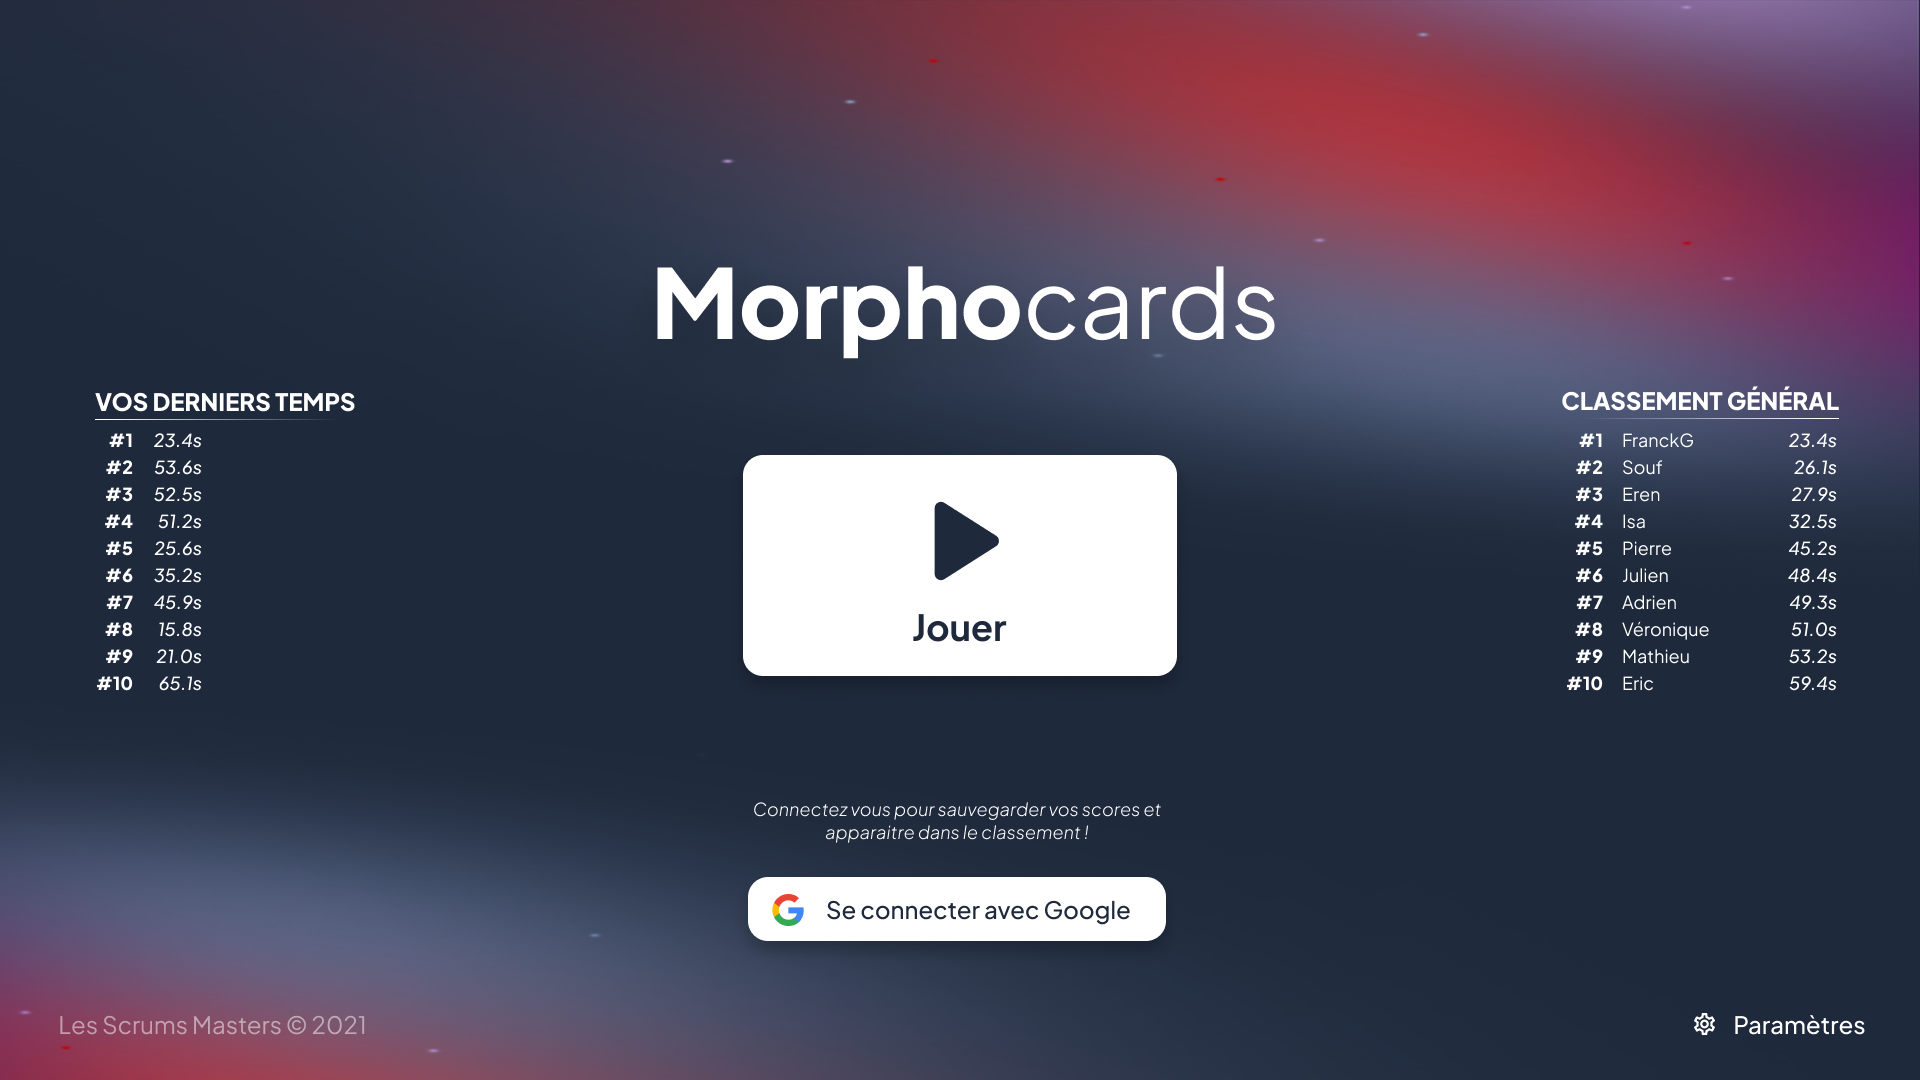 Morphocards
VOS DERNIERS TEMPS
#1 23.4s
#2 53.6s
#3 52.5s
#4 51.2s
#5 25.6s
#6 35.2s
#7 45.9s
#8 15.8s
#9 21.0s
#10 65.1s
Jouer
CLASSEMENT GÉNÉRAL
#1 FranckG 23.4s
#2 Souf 26.1s
#3 Eren 27.9s
#4 Isa 32.5s
#5 Pierre 45.2s
#6 Julien 48.4s
#7 Adrien 49.3s
#8 Véronique 51.0s
#9 Mathieu 53.2s
#10 Eric 59.4s
Connectez vous pour sauvegarder vos scores et
apparaitre dans le classement !
Se connecter avec Google
Les Scrums Masters © 2021
Paramètres